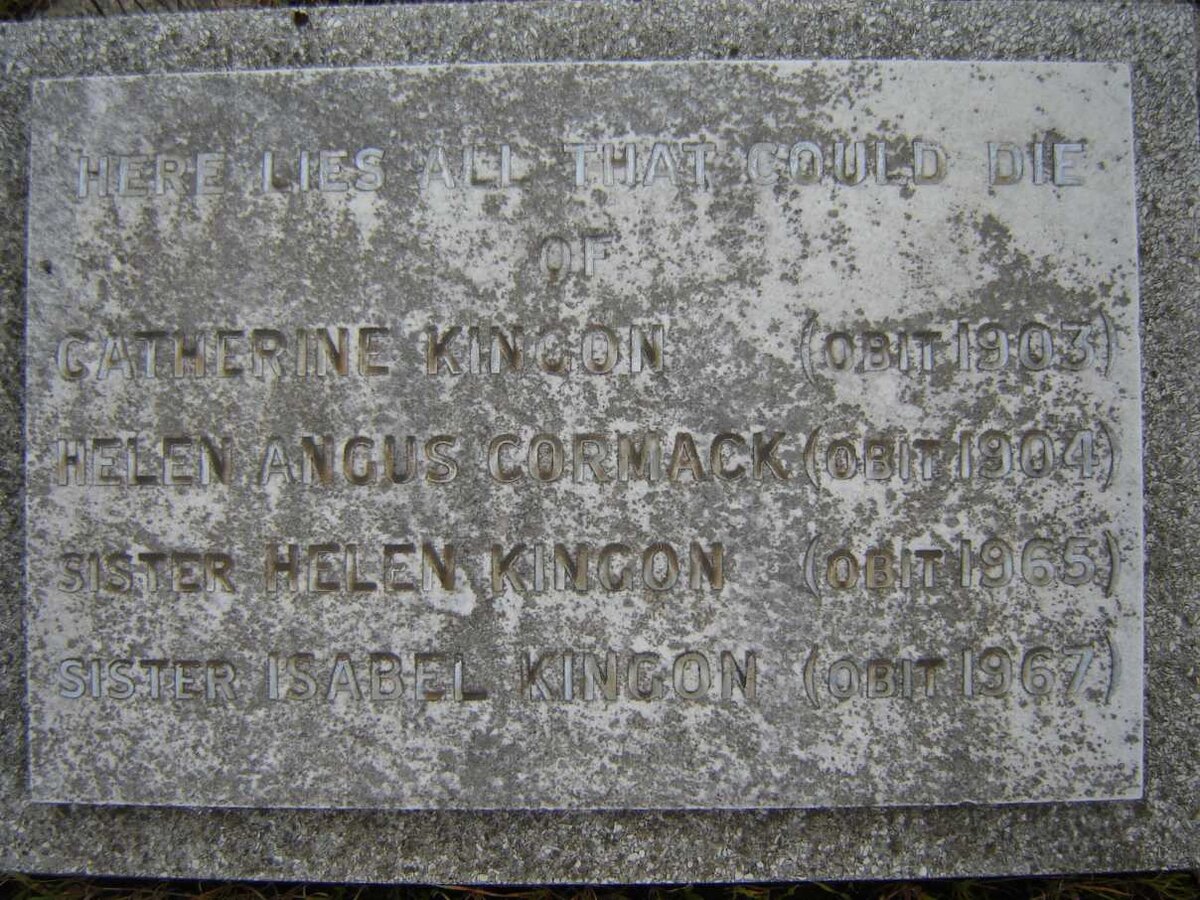 HERE LIES ALL THAT COULD DIE
OF
CATHERINE KINGON (OBIT 1903)
HELEN ANGUS CORMACK (OBIT 1904)
SISTER HELEN KINGON (OBIT 1965)
SISTER ISABEL KINGON (OBIT 1967)